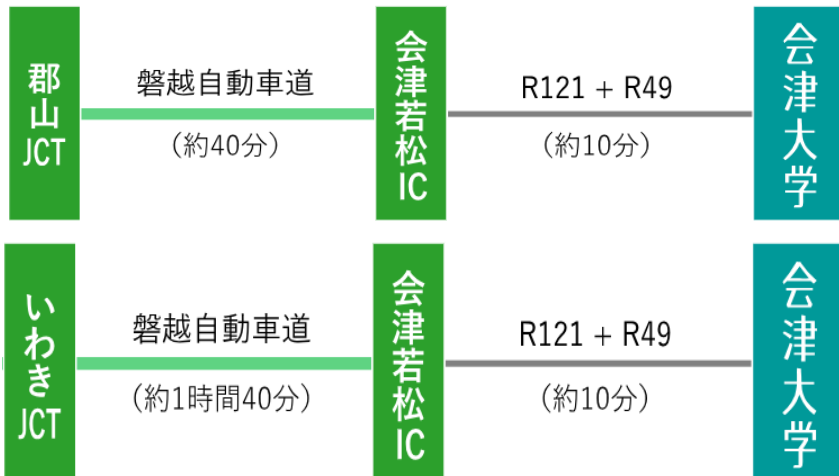 郡山JCT
磐越自動車道
(約40分)
会津若松IC
R121 + R49
(約10分)
会津大学
いわきJCT
磐越自動車道
(約1時間40分)
会津若松IC
R121 + R49
(約10分)
会津大学